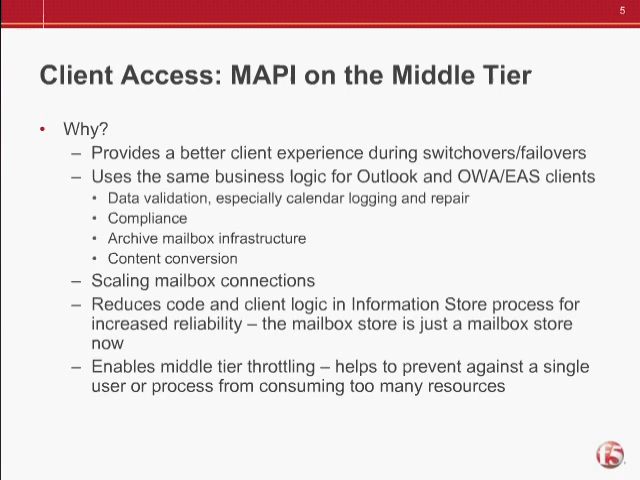 5
Client Access: MAPI on the Middle Tier
• Why?
– Provides a better client experience during switchovers/failovers
– Uses the same business logic for Outlook and OWA/EAS clients
• Data validation, especially calendar logging and repair
• Compliance
• Archive mailbox infrastructure
• Content conversion
– Scaling mailbox connections
– Reduces code and client logic in Information Store process for
increased reliability – the mailbox store is just a mailbox store
now
– Enables middle tier throttling – helps to prevent against a single
user or process from consuming too many resources
f5